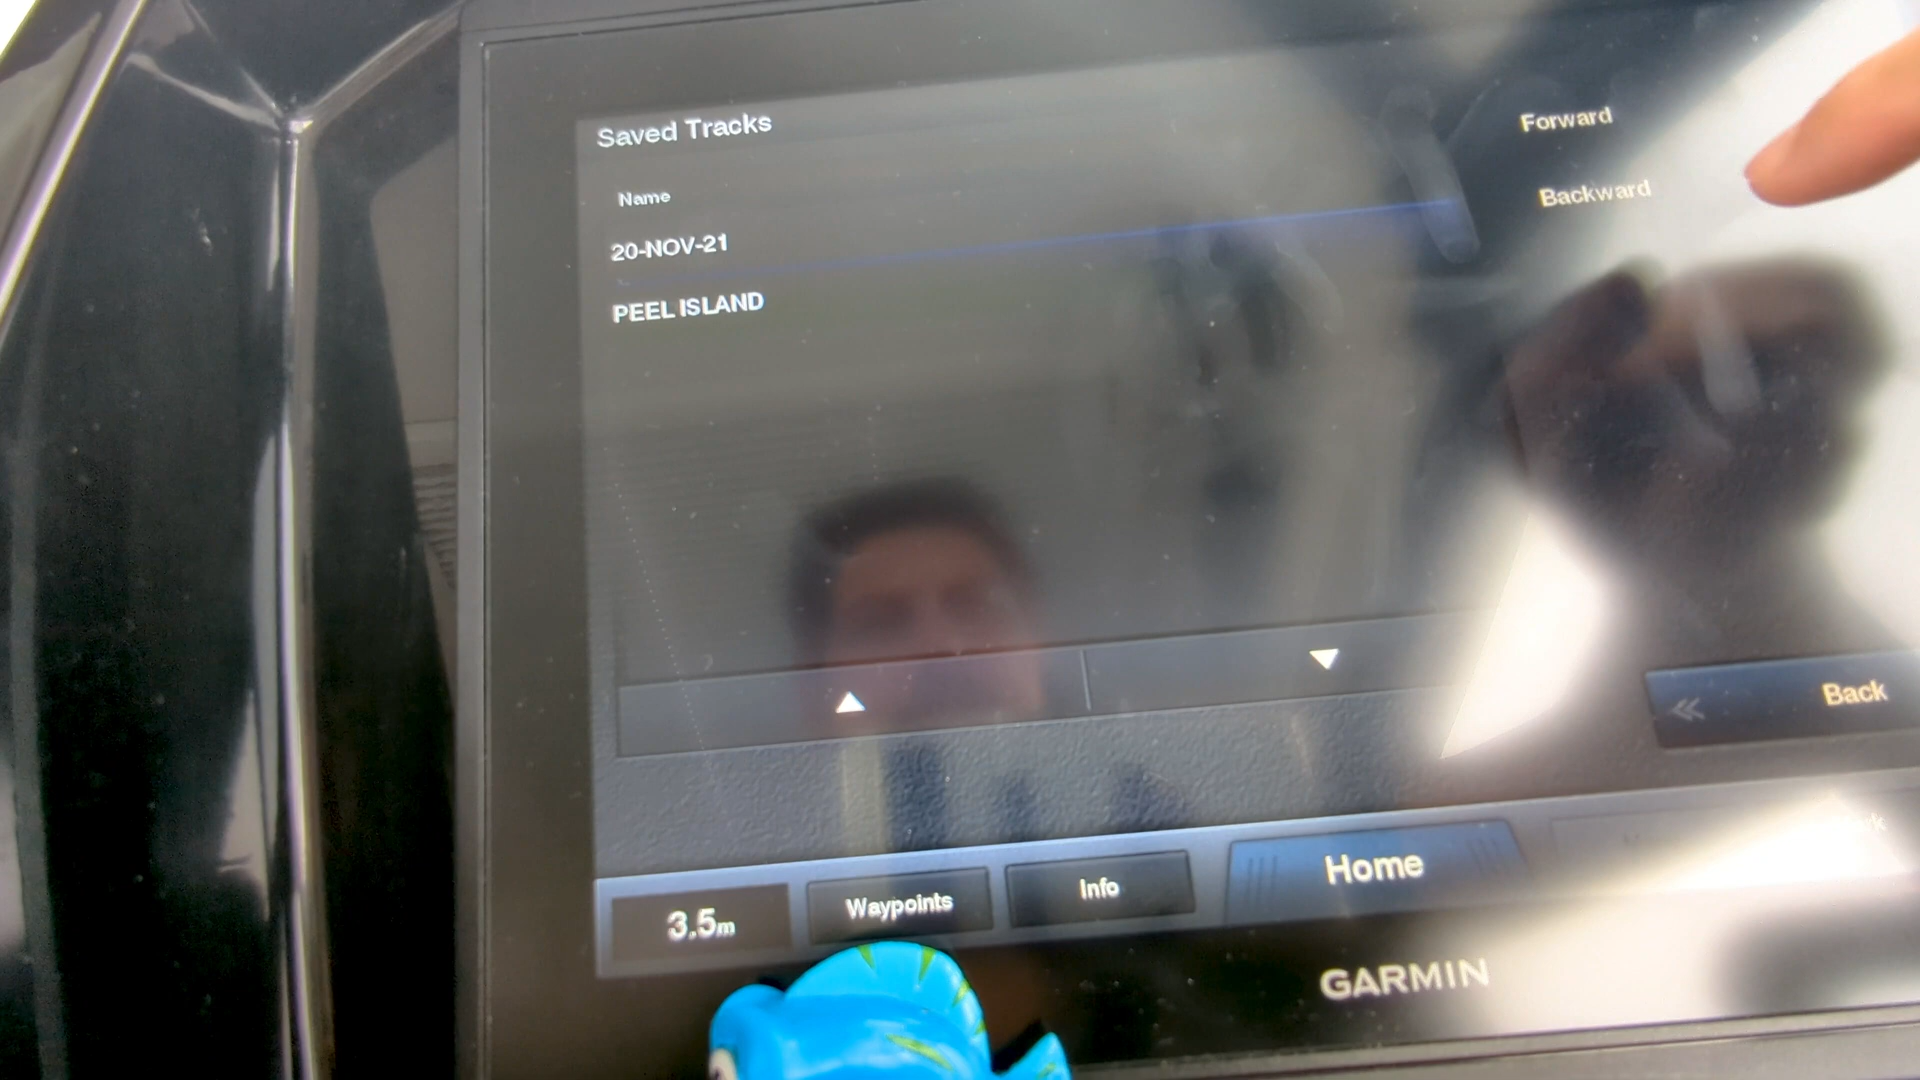 Saved Tracks
Forward
Name
Backward
20-NOV-21
PEEL ISLAND
Back
3.5m
Waypoints
Info
Home
GARMIN